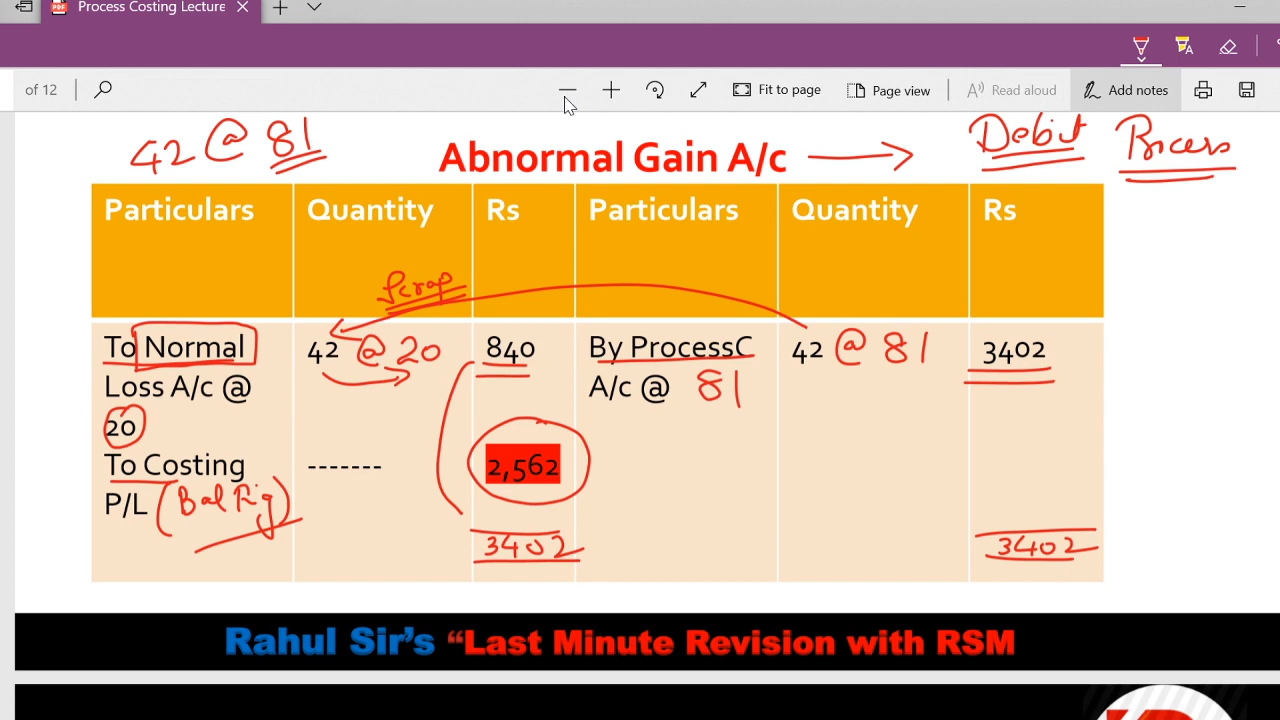 Process Costing Lecture
of 12
Fit to page
Page view
Read aloud
Add notes
42 @ 81
Abnormal Gain A/c
Debit Process
Particulars Quantity Rs Particulars Quantity Rs
Scrap
To Normal 42 @ 20 840 By ProcessC 42 @ 81 3402
Loss A/c @ A/c @ 81
20
To Costing ------- 2,562
P/L (Bal Fig)
3402 3402
Rahul Sir's "Last Minute Revision with RSM